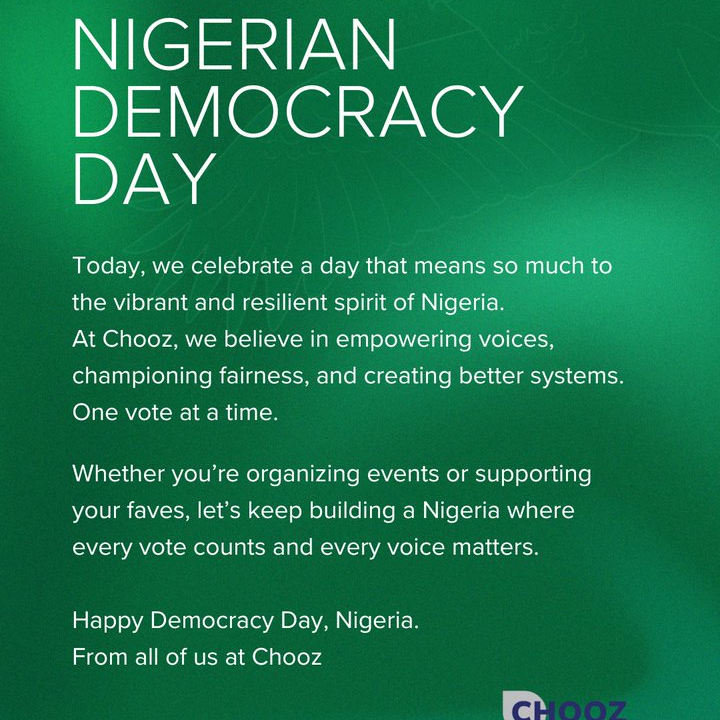 NIGERIAN
DEMOCRACY
DAY
Today, we celebrate a day that means so much to
the vibrant and resilient spirit of Nigeria.
At Chooz, we believe in empowering voices,
championing fairness, and creating better systems.
One vote at a time.
Whether you’re organizing events or supporting
your faves, let’s keep building a Nigeria where
every vote counts and every voice matters.
Happy Democracy Day, Nigeria.
From all of us at Chooz
CHOOZ